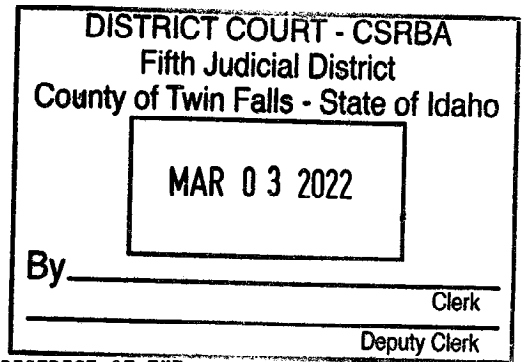 DISTRICT COURT - CSRBA
Fifth Judicial District
County of Twin Falls - State of Idaho
MAR 03 2022
By
Clerk
Deputy Clerk